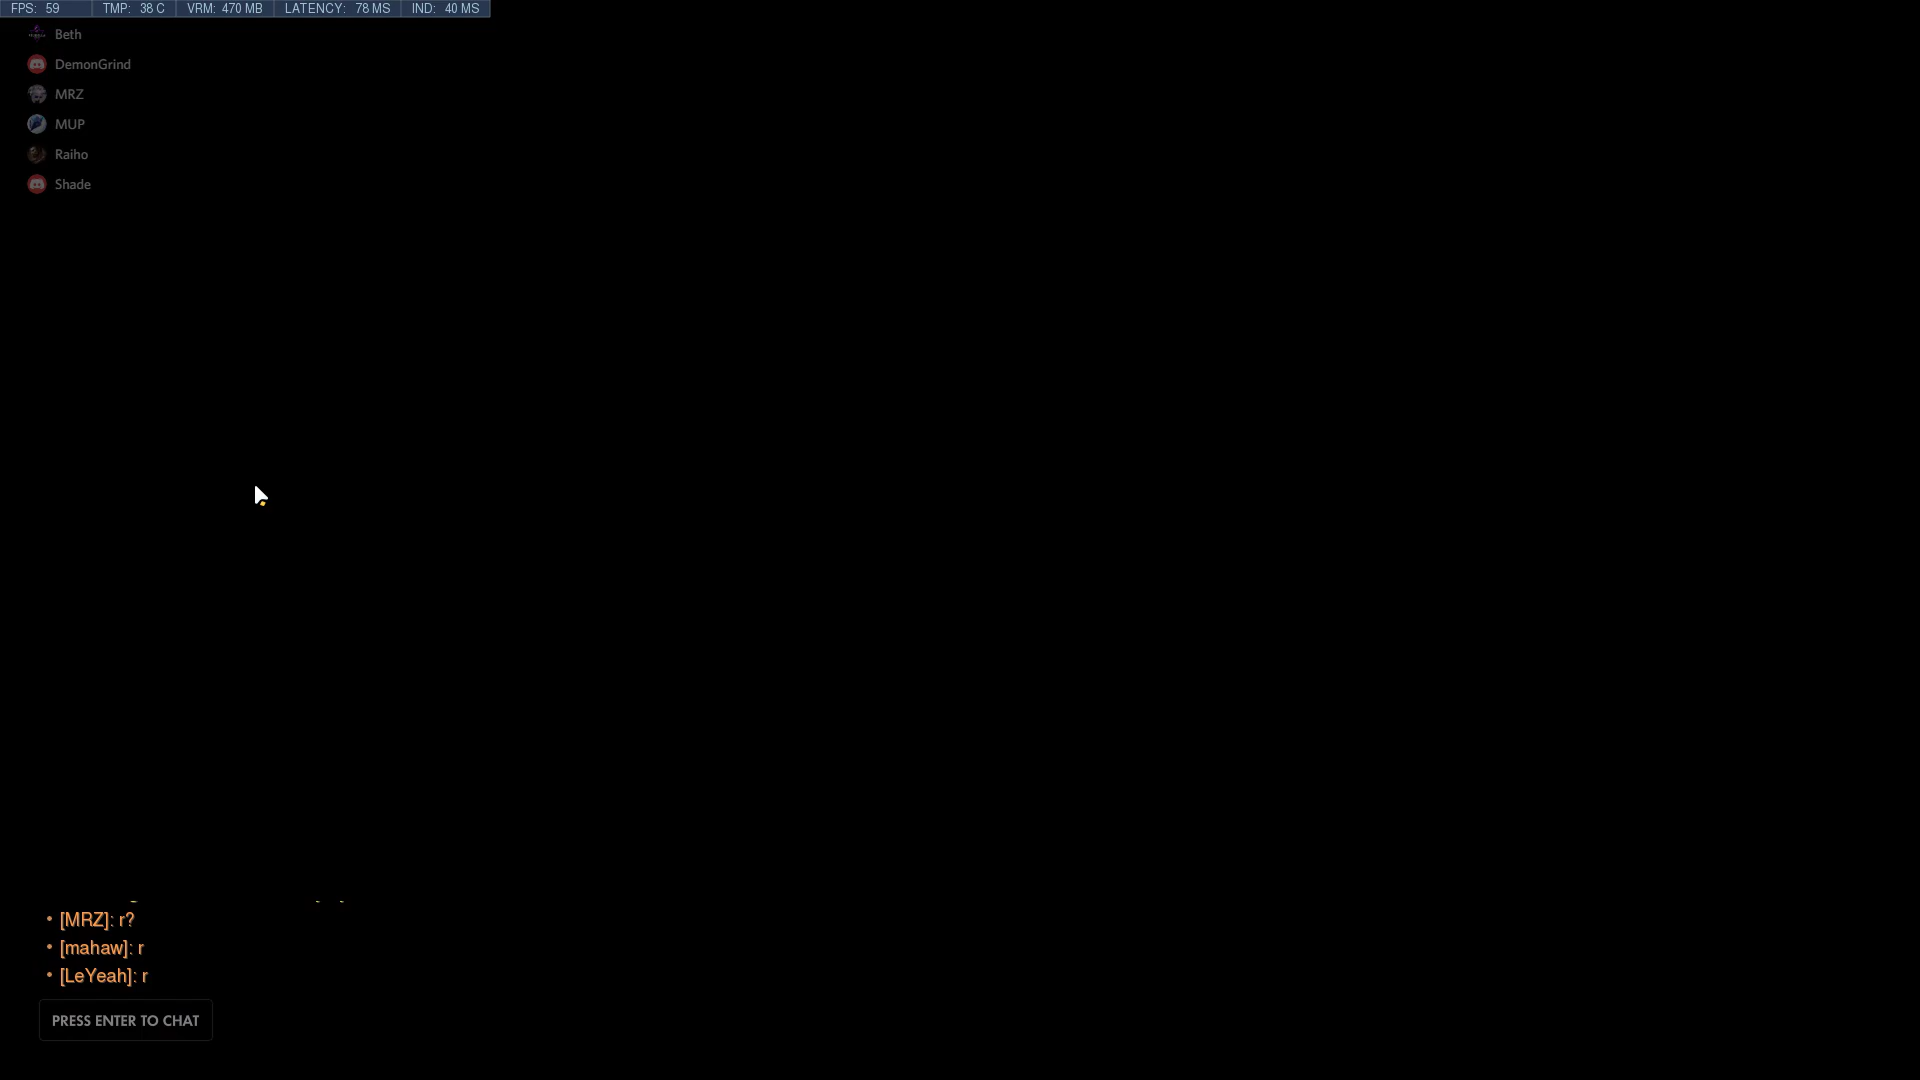 FPS: 59 TMP: 38 C VRM: 470 MB LATENCY: 78 MS IND: 40 MS
Beth
DemonGrind
MRZ
MUP
Raiho
Shade
• [MRZ]: r?
• [mahaw]: r
• [LeYeah]: r
PRESS ENTER TO CHAT